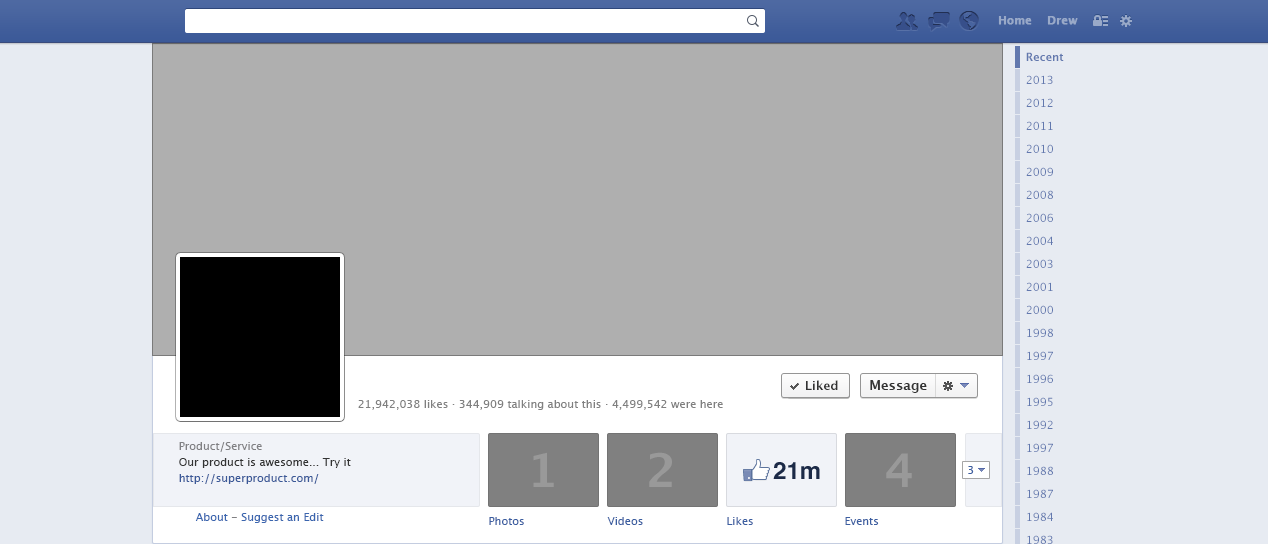 Home Drew
Recent
2013
2012
2011
2010
2009
2008
2006
2004
2003
2001
2000
1998
1997
1996
1995
1992
1997
1988
1987
1984
1983
Liked
Message
21,942,038 likes · 344,909 talking about this · 4,499,542 were here
Product/Service
Our product is awesome... Try it
http://superproduct.com/
About – Suggest an Edit
1
Photos
2
Videos
21m
Likes
4
Events
3